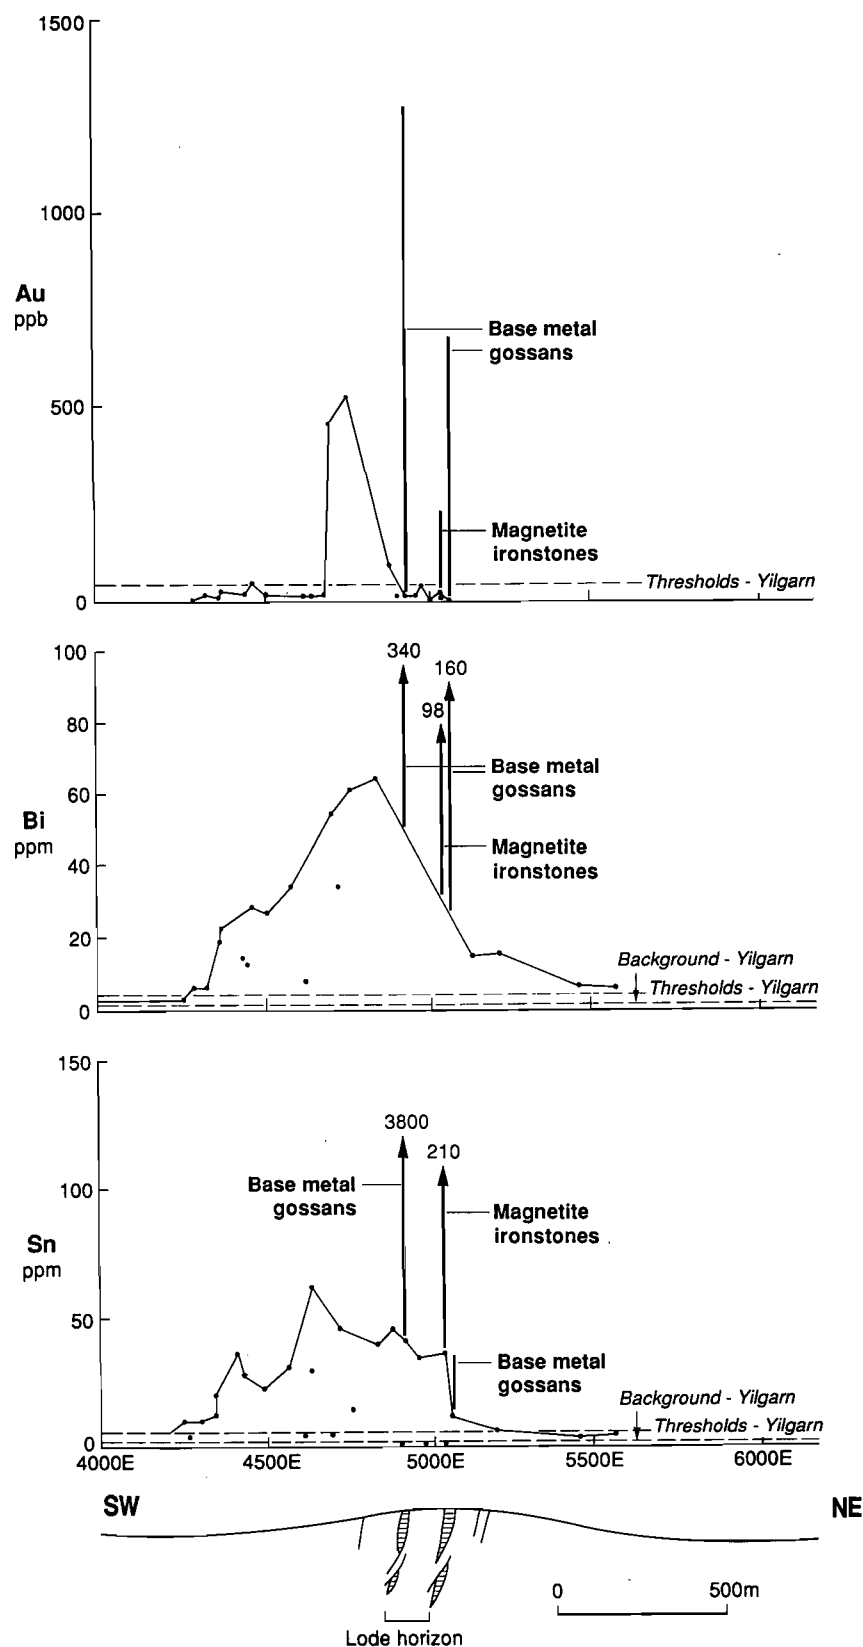 1500
1000
Au
ppb
Base metal
gossans
500
Magnetite
ironstones
Thresholds - Yilgarn
0
100
340
160
80
98
Base metal
gossans
60
Bi
ppm
Magnetite
ironstones
40
20
Background - Yilgarn
Thresholds - Yilgarn
0
150
3800
210
Base metal
gossans
100
Magnetite
ironstones
Sn
ppm
50
Base metal
gossans
Background - Yilgarn
Thresholds - Yilgarn
0
4000E 4500E 5000E 5500E 6000E
SW NE
0 500m
Lode horizon